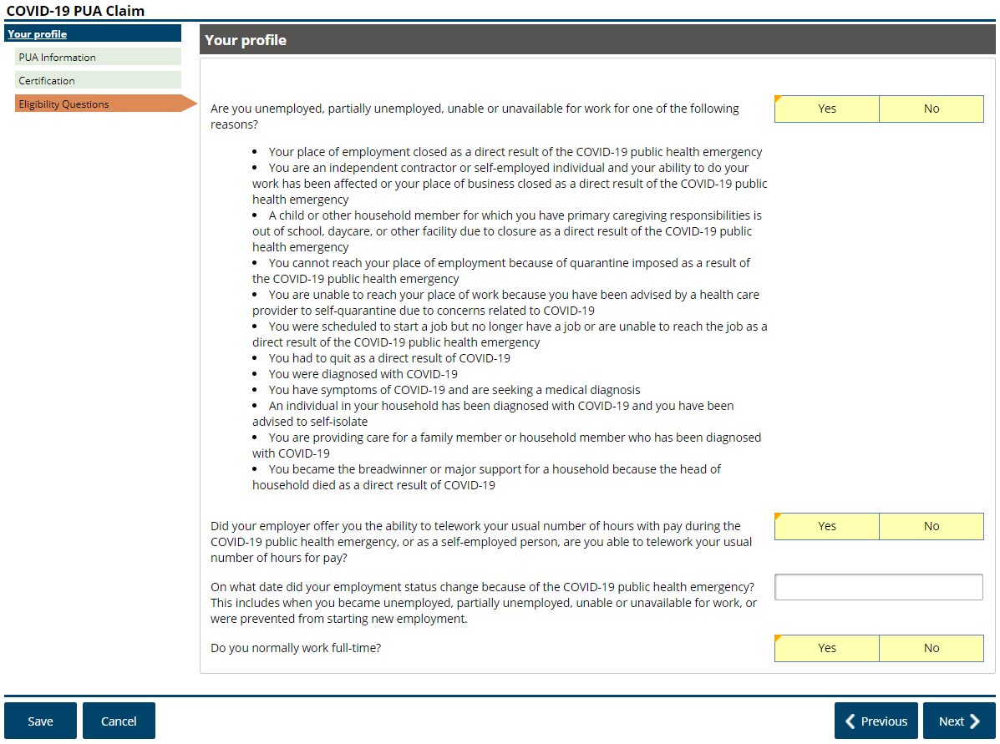 COVID-19 PUA Claim
Your profile
PUA Information
Certification
Eligibility Questions
Your profile
Are you unemployed, partially unemployed, unable or unavailable for work for one of the following
reasons?
Yes
No
• Your place of employment closed as a direct result of the COVID-19 public health emergency
• You are an independent contractor or self-employed individual and your ability to do your
work has been affected or your place of business closed as a direct result of the COVID-19 public
health emergency
• A child or other household member for which you have primary caregiving responsibilities is
out of school, daycare, or other facility due to closure as a direct result of the COVID-19 public
health emergency
• You cannot reach your place of employment because of quarantine imposed as a result of
the COVID-19 public health emergency
• You are unable to reach your place of work because you have been advised by a health care
provider to self-quarantine due to concerns related to COVID-19
• You were scheduled to start a job but no longer have a job or are unable to reach the job as a
direct result of the COVID-19 public health emergency
• You had to quit as a direct result of COVID-19
• You were diagnosed with COVID-19
• You have symptoms of COVID-19 and are seeking a medical diagnosis
• An individual in your household has been diagnosed with COVID-19 and you have been
advised to self-isolate
• You are providing care for a family member or household member who has been diagnosed
with COVID-19
• You became the breadwinner or major support for a household because the head of
household died as a direct result of COVID-19
Did your employer offer you the ability to telework your usual number of hours with pay during the
COVID-19 public health emergency, or as a self-employed person, are you able to telework your usual
number of hours for pay?
Yes
No
On what date did your employment status change because of the COVID-19 public health emergency?
This includes when you became unemployed, partially unemployed, unable or unavailable for work, or
were prevented from starting new employment.
Do you normally work full-time?
Yes
No
Save
Cancel
Previous
Next